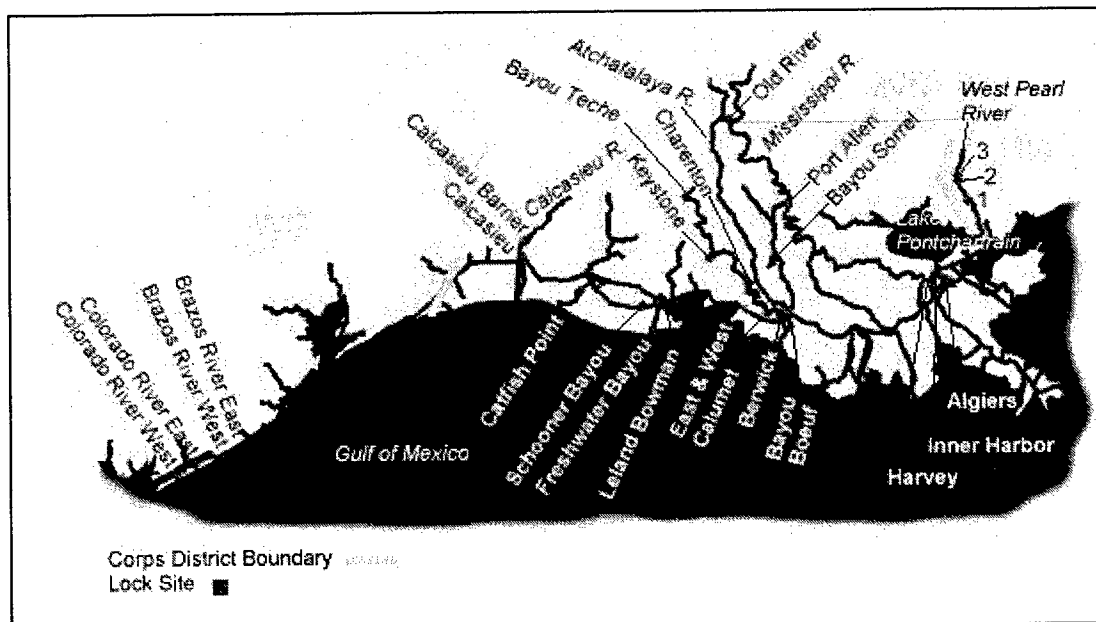 Atchafalaya R.
Bayou Teche
Charenton
Old River
Mississippi R.
Port Allen
Bayou Sorrel
West Pearl
River
3
2
1
Calcasieu Barrier
Calcasieu
Calcasieu R.
Keystone
Lake
Pontchartrain
Brazos River East
Brazos River West
Colorado River East
Colorado River West
Catfish Point
Schooner Bayou
Freshwater Bayou
Leland Bowman
East & West
Calumet
Berwick
Bayou
Boeuf
Algiers
Inner Harbor
Harvey
Gulf of Mexico
Corps District Boundary
Lock Site